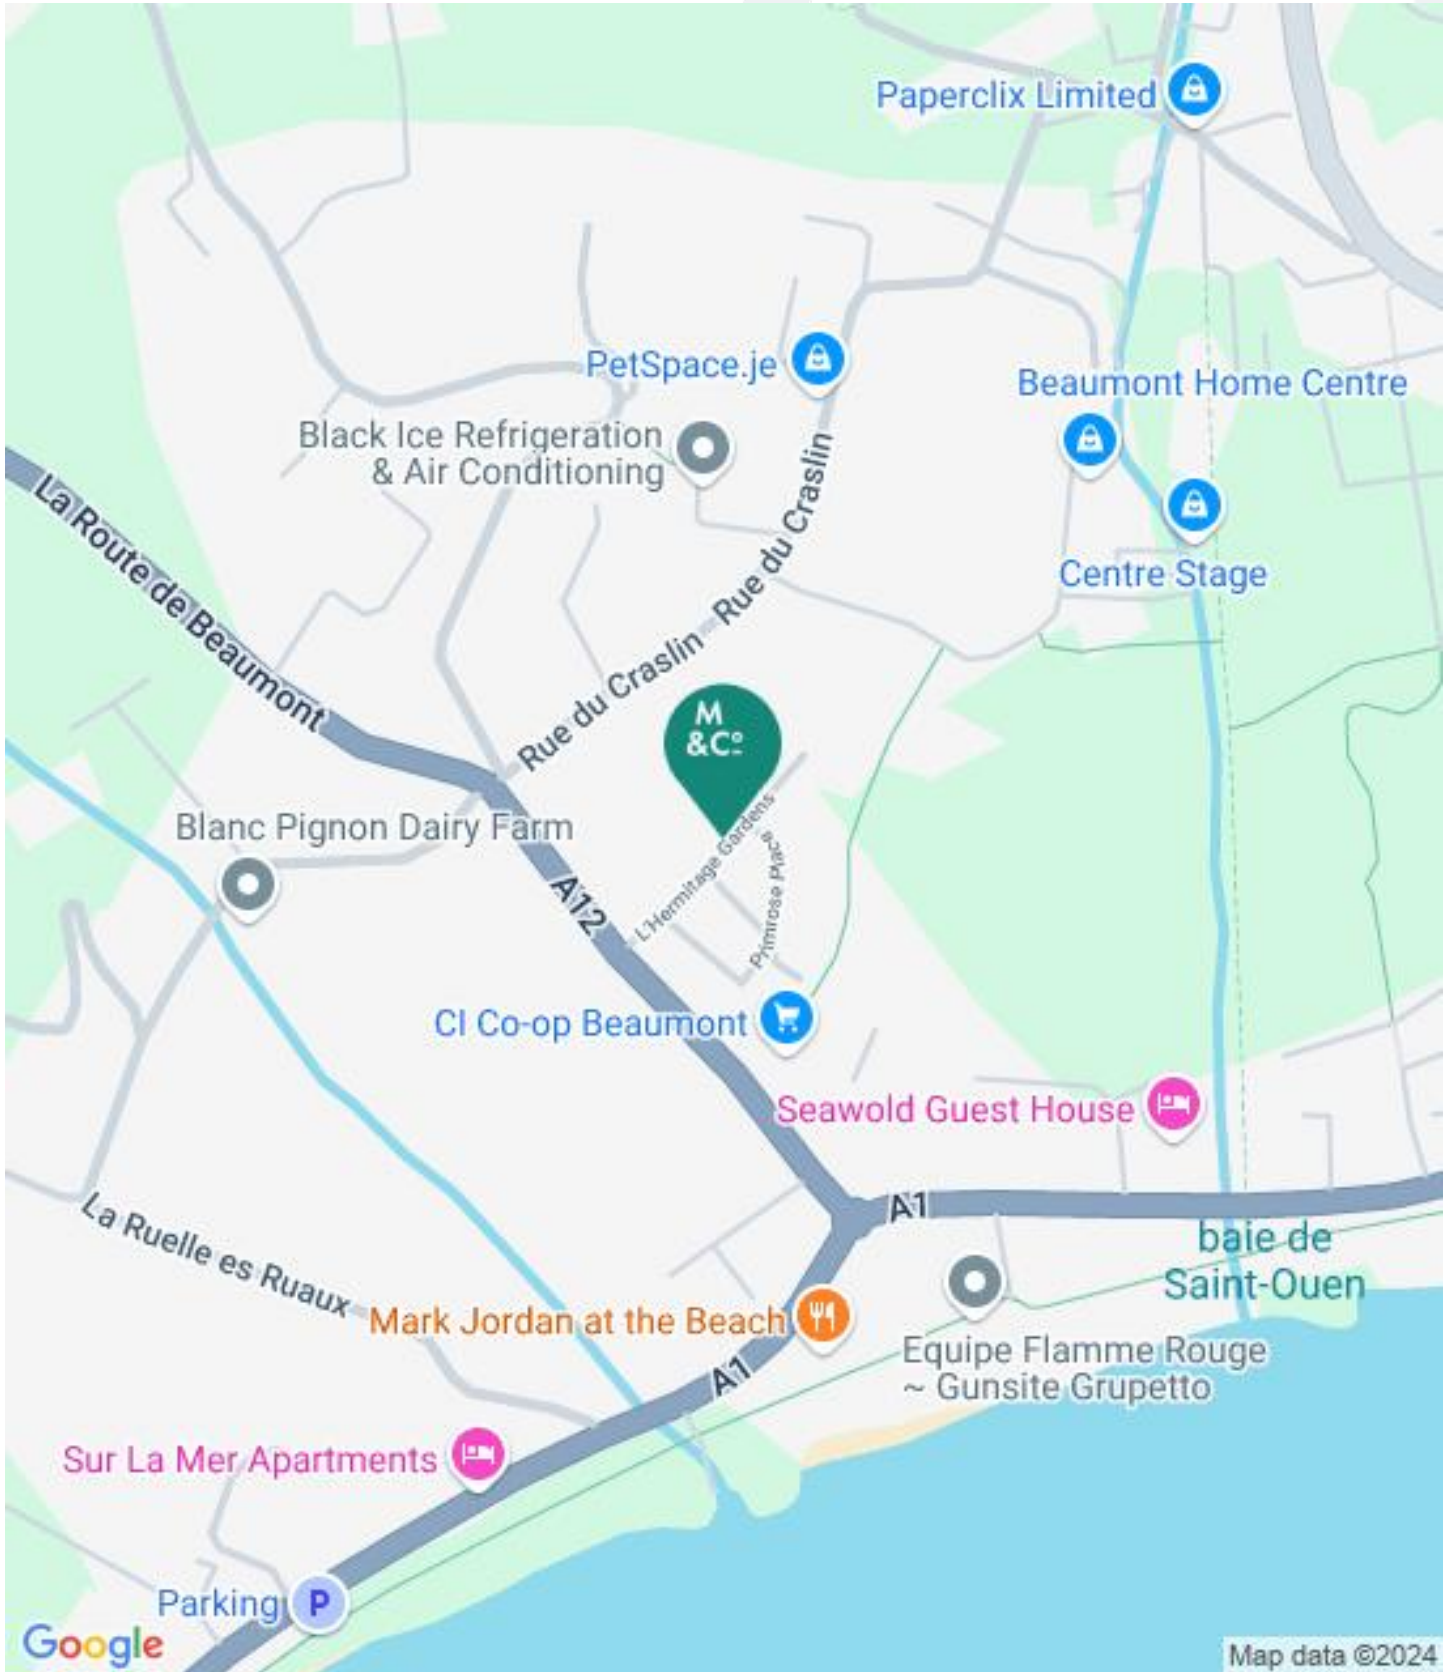 Paperclix Limited
PetSpace.je
Beaumont Home Centre
Black Ice Refrigeration
& Air Conditioning
Rue du Craslin
Centre Stage
La Route de Beaumont
Rue du Craslin
M
&Cº
Blanc Pignon Dairy Farm
L'Hermitage Gardens
Primrose Place
A12
CI Co-op Beaumont
Seawold Guest House
A1
La Ruelle es Ruaux
baie de
Saint-Ouen
Mark Jordan at the Beach
Equipe Flamme Rouge
~ Gunsite Grupetto
A1
Sur La Mer Apartments
Parking
P
Google
Map data ©2024